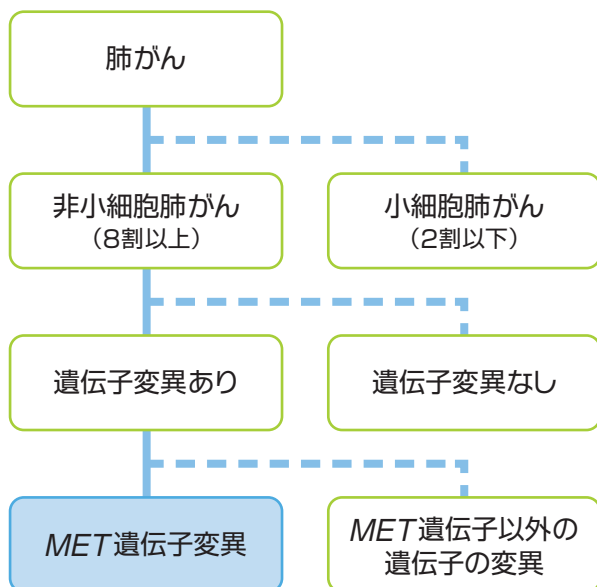 肺がん
非小細胞肺がん
（8割以上）
小細胞肺がん
（2割以下）
遺伝子変異あり
遺伝子変異なし
MET遺伝子変異
MET遺伝子以外の
遺伝子の変異